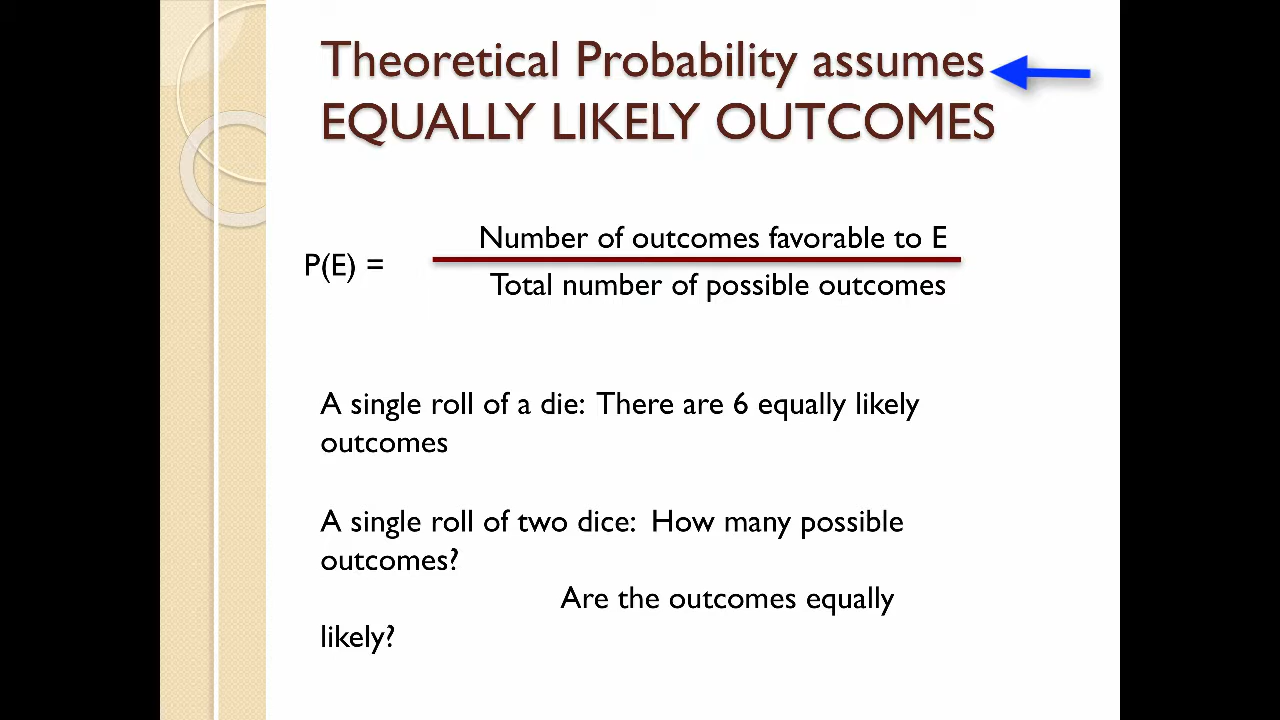 Theoretical Probability assumes
EQUALLY LIKELY OUTCOMES
Number of outcomes favorable to E
P(E) =
Total number of possible outcomes
A single roll of a die: There are 6 equally likely
outcomes
A single roll of two dice: How many possible
outcomes?
Are the outcomes equally
likely?